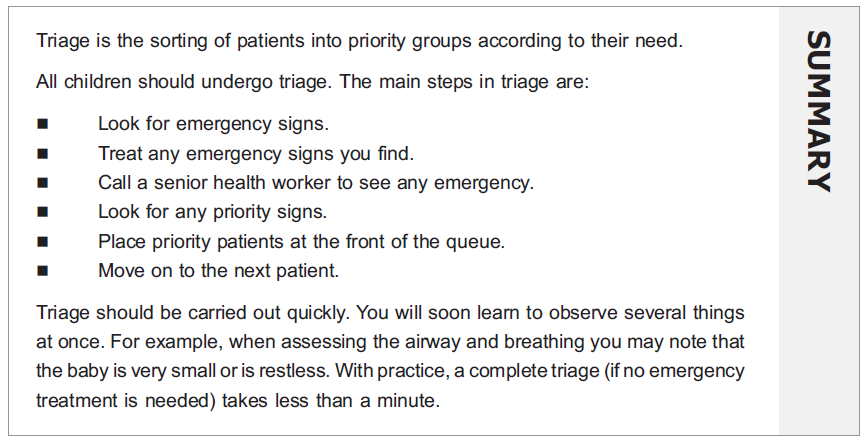 Triage is the sorting of patients into priority groups according to their need.
All children should undergo triage. The main steps in triage are:
■ Look for emergency signs.
■ Treat any emergency signs you find.
■ Call a senior health worker to see any emergency.
■ Look for any priority signs.
■ Place priority patients at the front of the queue.
■ Move on to the next patient.
Triage should be carried out quickly. You will soon learn to observe several things
at once. For example, when assessing the airway and breathing you may note that
the baby is very small or is restless. With practice, a complete triage (if no emergency
treatment is needed) takes less than a minute.
SUMMARY